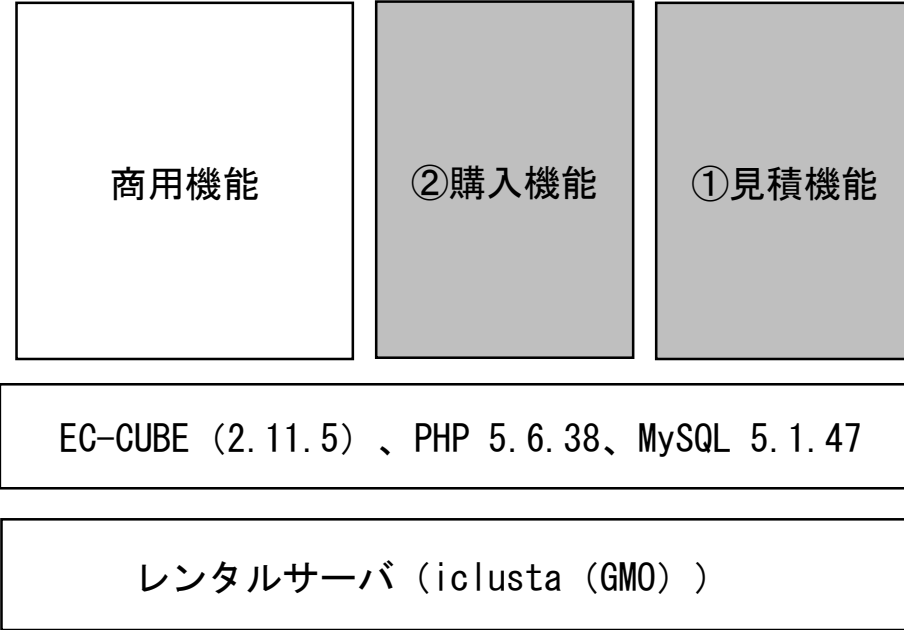 商用機能
②購入機能
①見積機能
EC-CUBE（2.11.5）、PHP 5.6.38、MySQL 5.1.47
レンタルサーバ（iclusta（GMO））